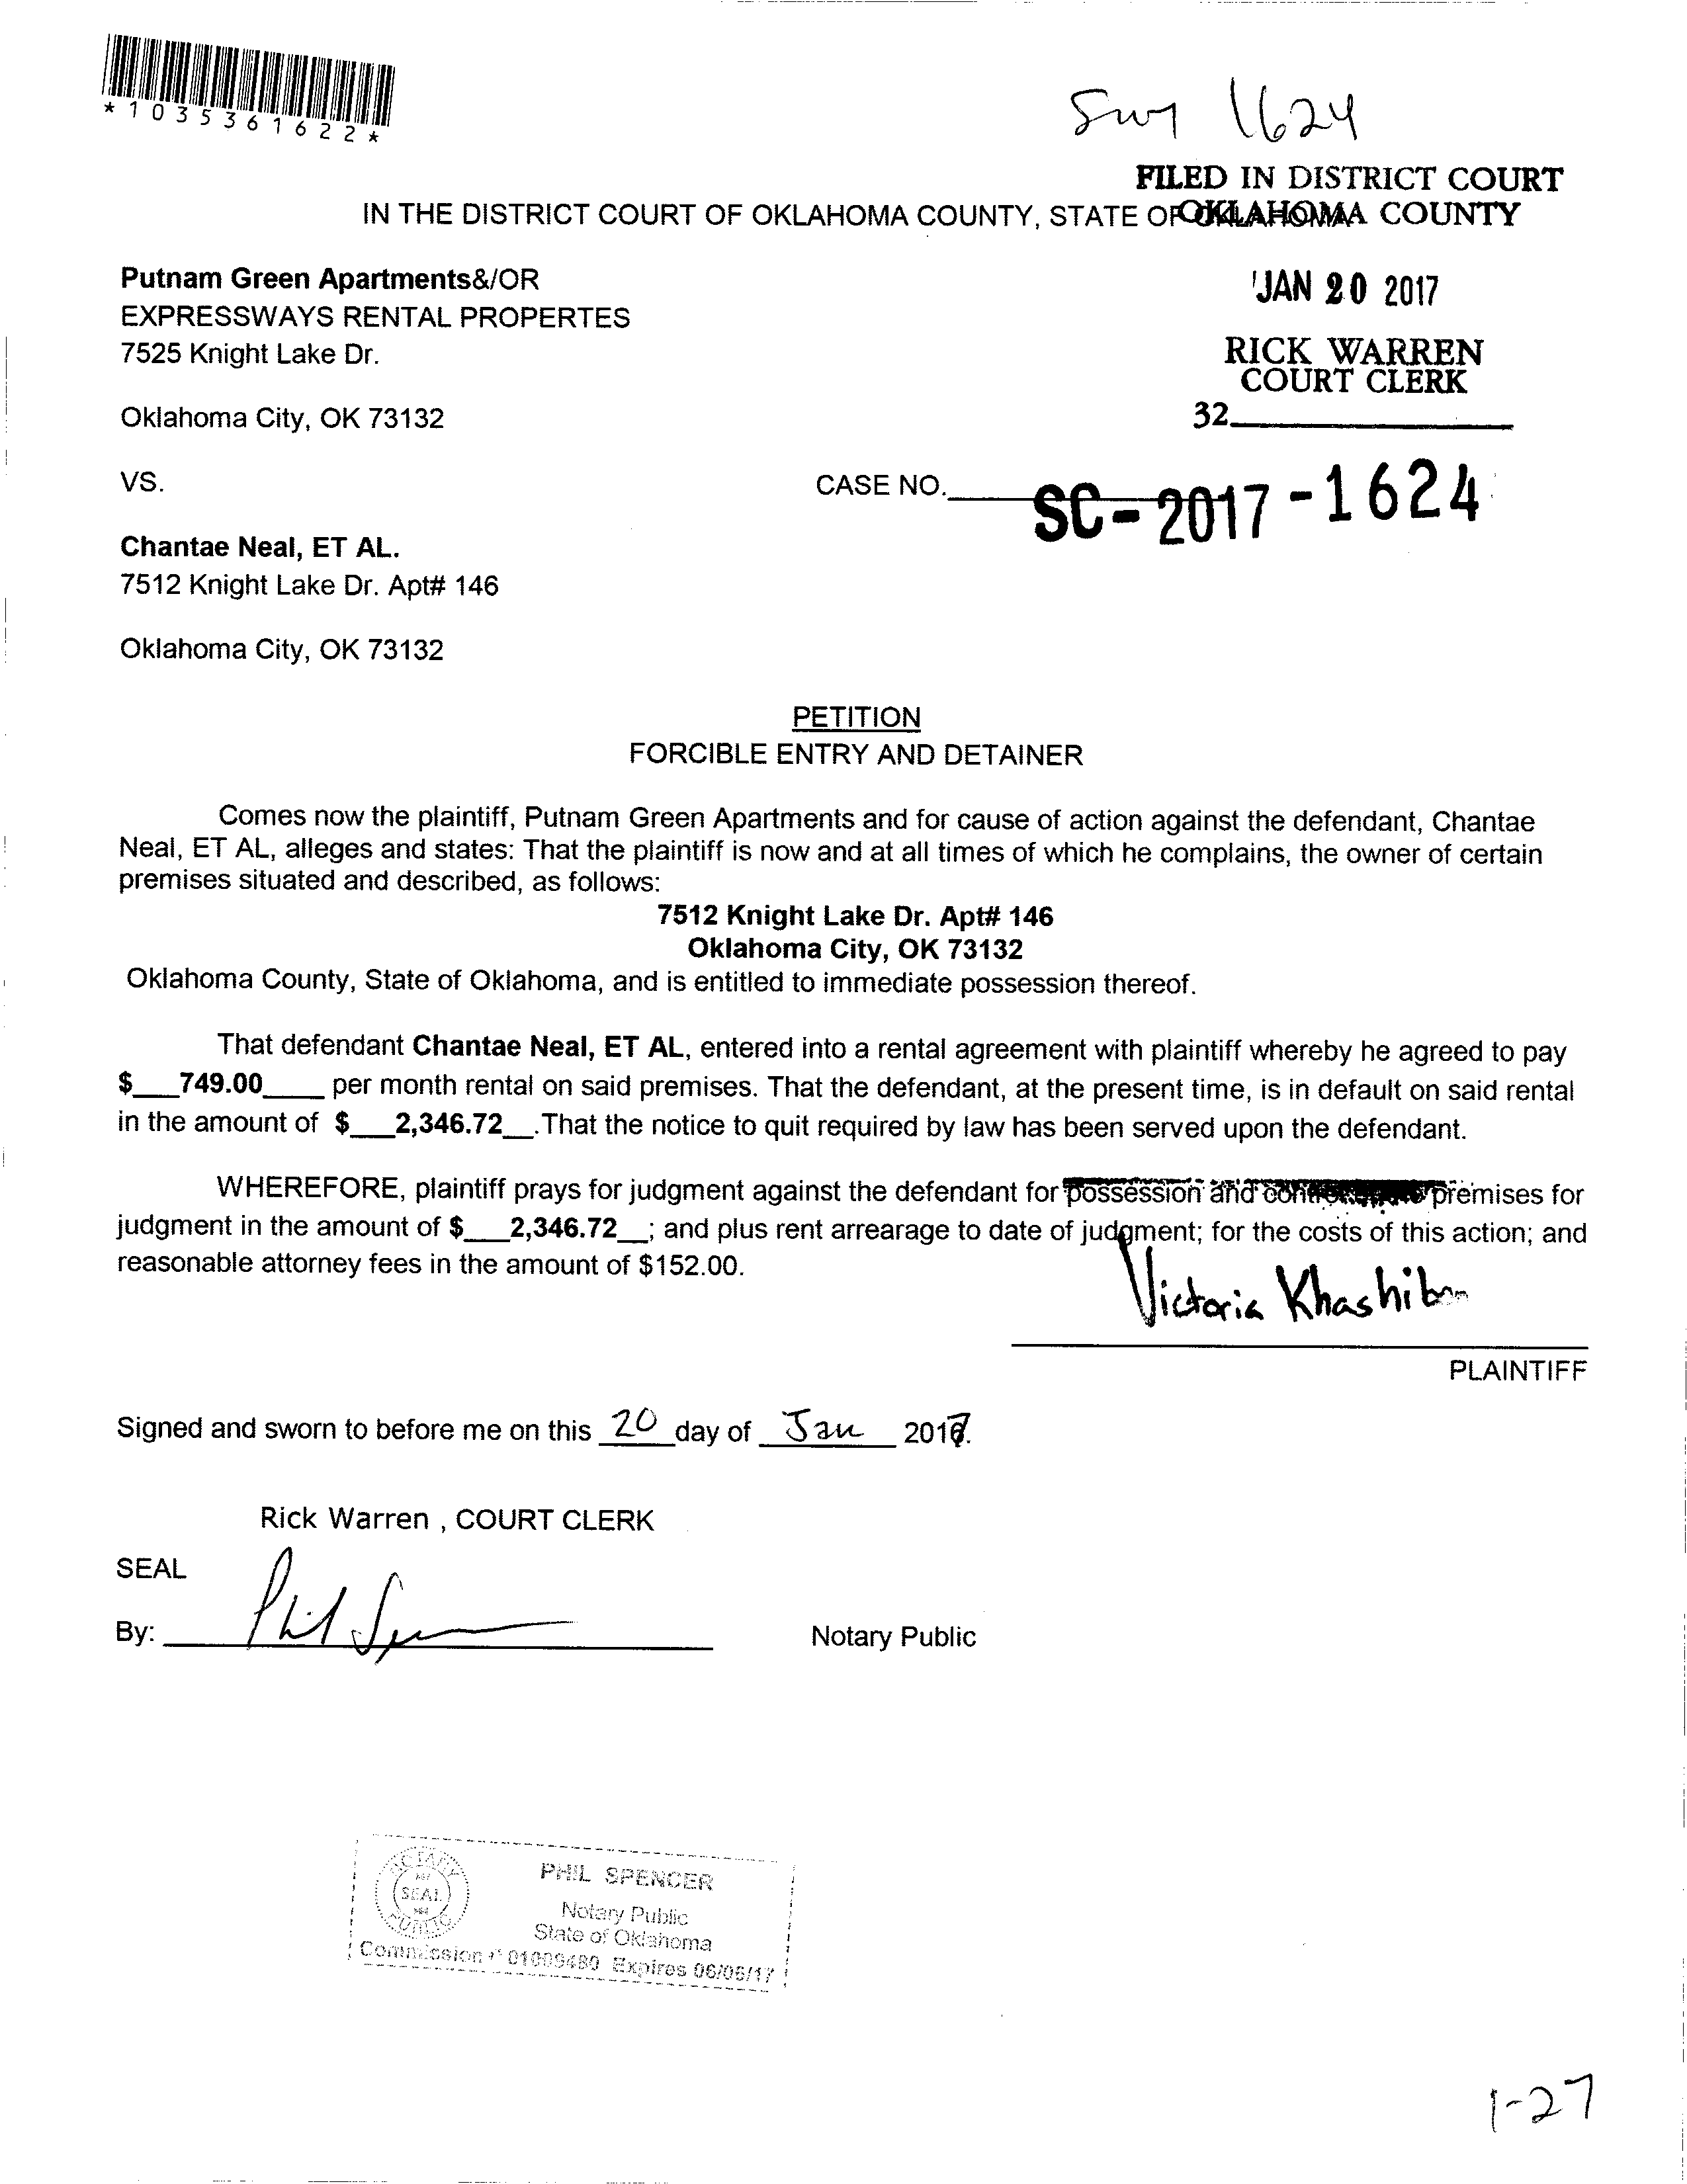 *1035361622*
1624
FILED IN DISTRICT COURT
OKLAHOMA COUNTY
IN THE DISTRICT COURT OF OKLAHOMA COUNTY, STATE OF
Putnam Green Apartments&/OR
EXPRESSWAYS RENTAL PROPERTES
7525 Knight Lake Dr.
Oklahoma City, OK 73132
JAN 20 2017
RICK WARREN
COURT CLERK
32
VS.
CASE NO. SC-2017-1624
Chantae Neal, ET AL.
7512 Knight Lake Dr. Apt# 146
Oklahoma City, OK 73132
PETITION
FORCIBLE ENTRY AND DETAINER
Comes now the plaintiff, Putnam Green Apartments and for cause of action against the defendant, Chantae
Neal, ET AL, alleges and states: That the plaintiff is now and at all times of which he complains, the owner of certain
premises situated and described, as follows:
7512 Knight Lake Dr. Apt# 146
Oklahoma City, OK 73132
Oklahoma County, State of Oklahoma, and is entitled to immediate possession thereof.
That defendant Chantae Neal, ET AL, entered into a rental agreement with plaintiff whereby he agreed to pay
$___749.00____ per month rental on said premises. That the defendant, at the present time, is in default on said rental
in the amount of $___2,346.72__.That the notice to quit required by law has been served upon the defendant.
WHEREFORE, plaintiff prays for judgment against the defendant for possession and premises for
judgment in the amount of $___2,346.72__; and plus rent arrearage to date of judgment; for the costs of this action; and
reasonable attorney fees in the amount of $152.00.
Victoria
PLAINTIFF
Signed and sworn to before me on this 20 day of Jan 2017.
Rick Warren , COURT CLERK
SEAL
By: Phil Notary Public
NOTARY PUBLIC
SEAL
PHIL SPENCER
Notary Public
State of Oklahoma
Commission # 01009480 Expires 06/05/17
1-27